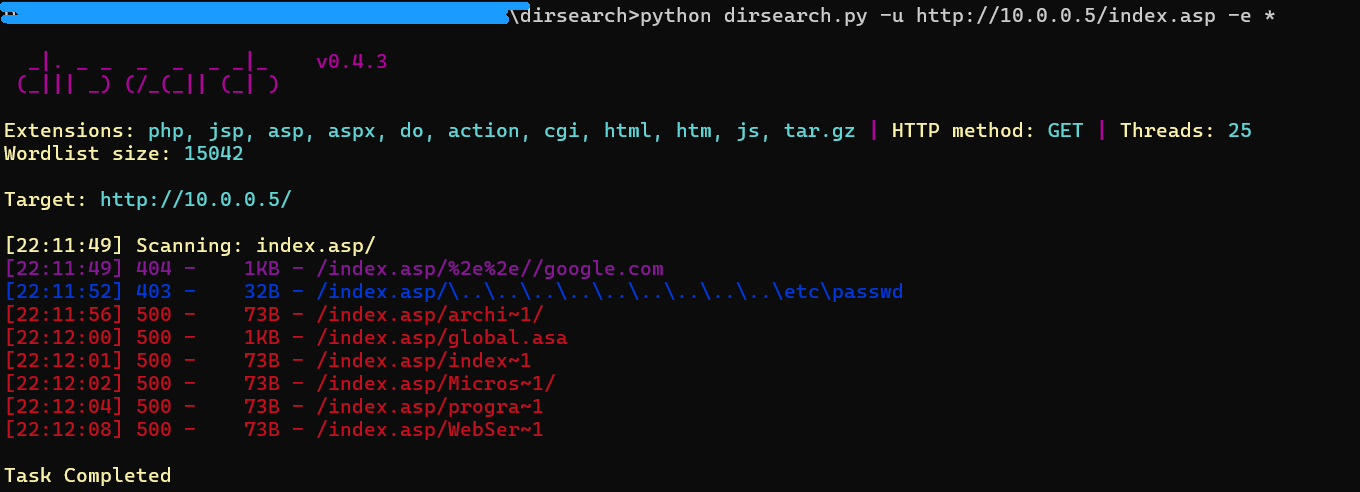 \dirsearch>python dirsearch.py -u http://10.0.0.5/index.asp -e *
v0.4.3
Extensions: php, jsp, asp, aspx, do, action, cgi, html, htm, js, tar.gz | HTTP method: GET | Threads: 25
Wordlist size: 15042
Target: http://10.0.0.5/
[22:11:49] Scanning: index.asp/
[22:11:49] 404 -    1KB - /index.asp/%2e%2e//google.com
[22:11:52] 403 -    32B - /index.asp/\..\..\..\..\..\..\..\..\..\etc\passwd
[22:11:56] 500 -    73B - /index.asp/archi~1/
[22:12:00] 500 -    1KB - /index.asp/global.asa
[22:12:01] 500 -    73B - /index.asp/index~1
[22:12:02] 500 -    73B - /index.asp/Micros~1/
[22:12:04] 500 -    73B - /index.asp/progra~1
[22:12:08] 500 -    73B - /index.asp/WebSer~1
Task Completed